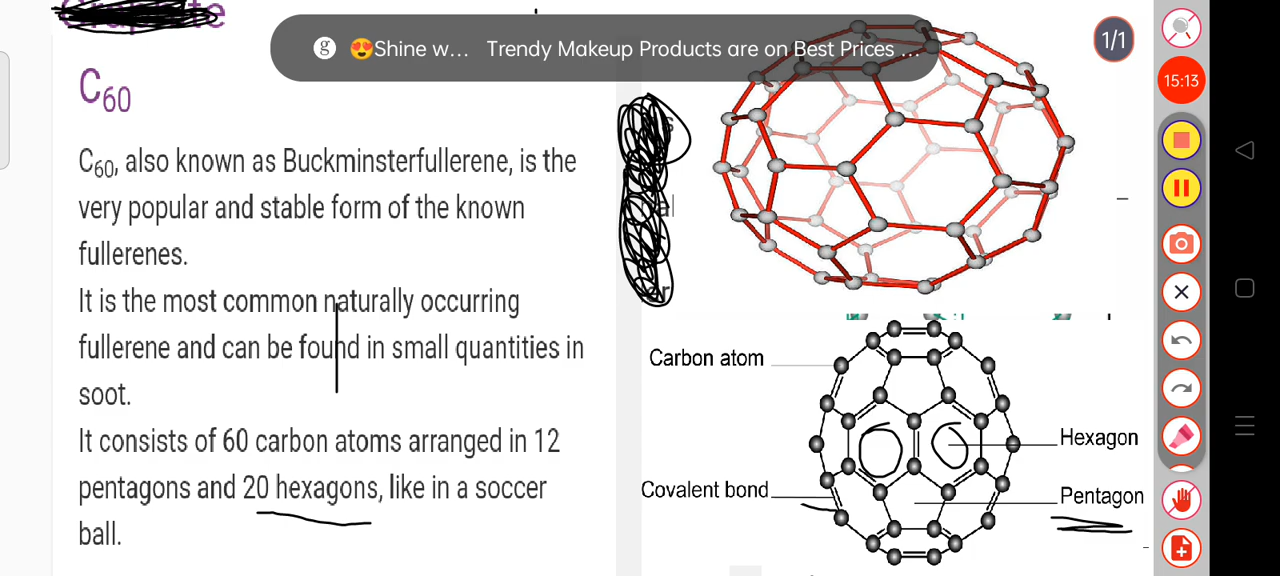 g 😍Shine w... Trendy Makeup Products are on Best Prices ...
1/1
15:13
C60
C60, also known as Buckminsterfullerene, is the
very popular and stable form of the known
fullerenes.
It is the most common naturally occurring
fullerene and can be found in small quantities in
soot.
It consists of 60 carbon atoms arranged in 12
pentagons and 20 hexagons, like in a soccer
ball.
Carbon atom
Hexagon
Covalent bond
Pentagon